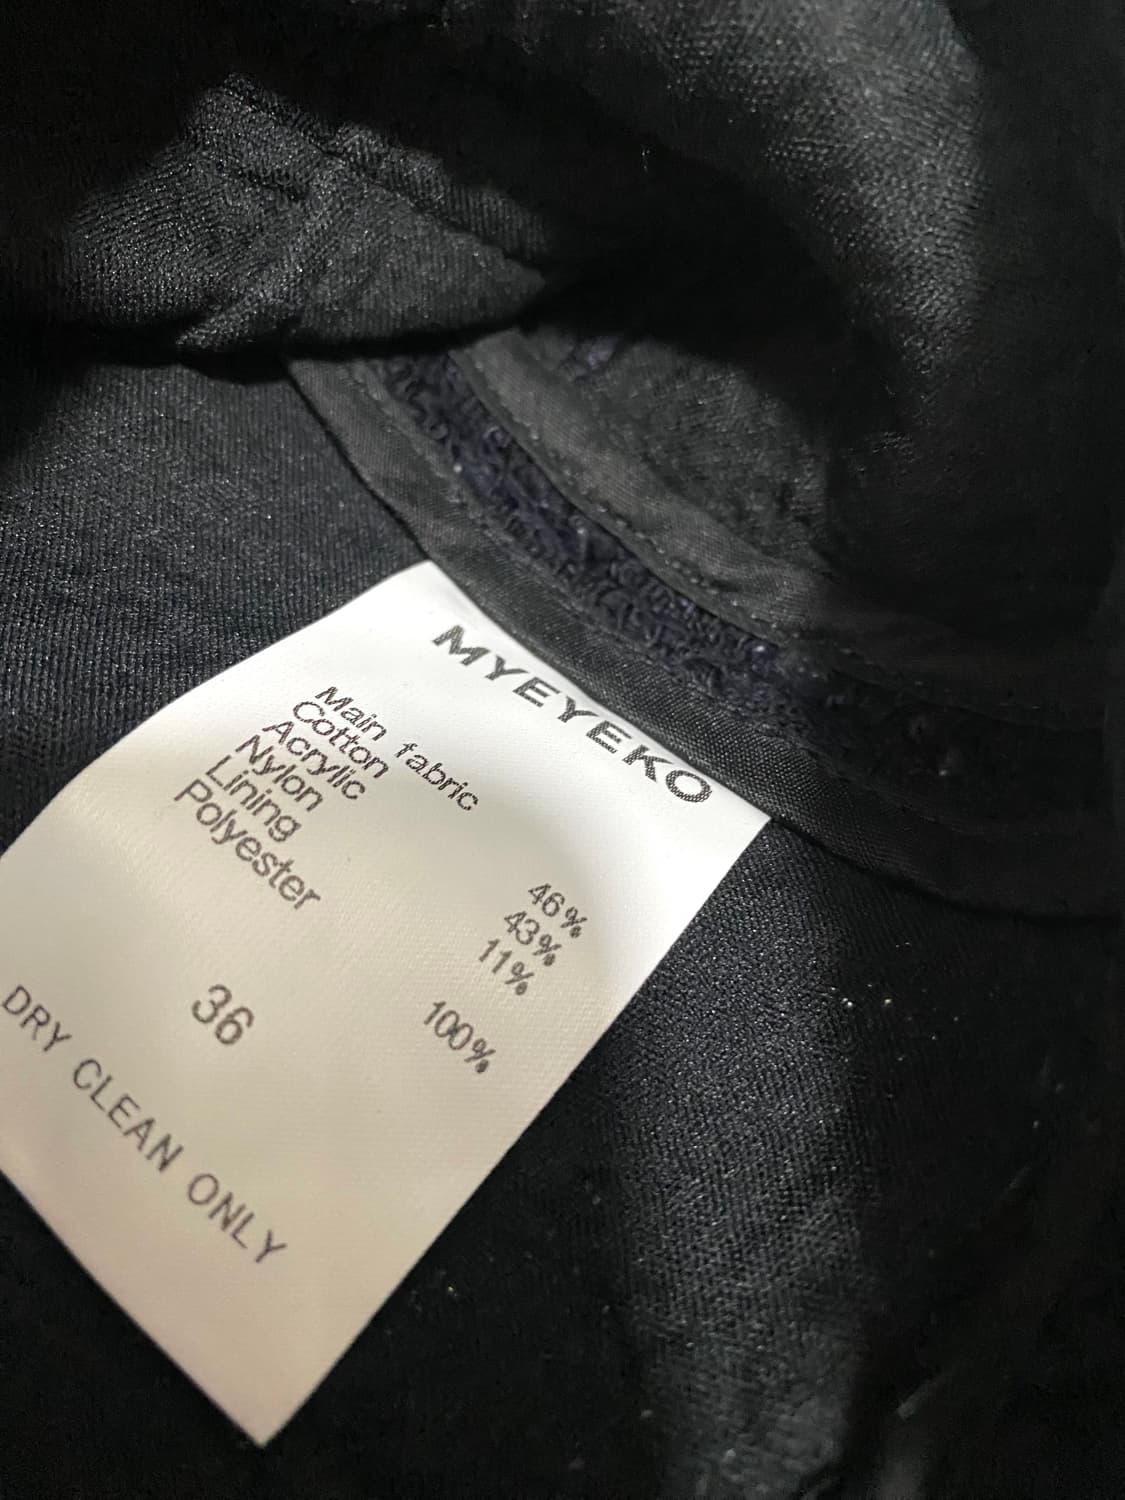 MYEYEKO
Main fabric
Cotton 46%
Acrylic 43%
Nylon 11%
Lining
Polyester 100%
36
DRY CLEAN ONLY